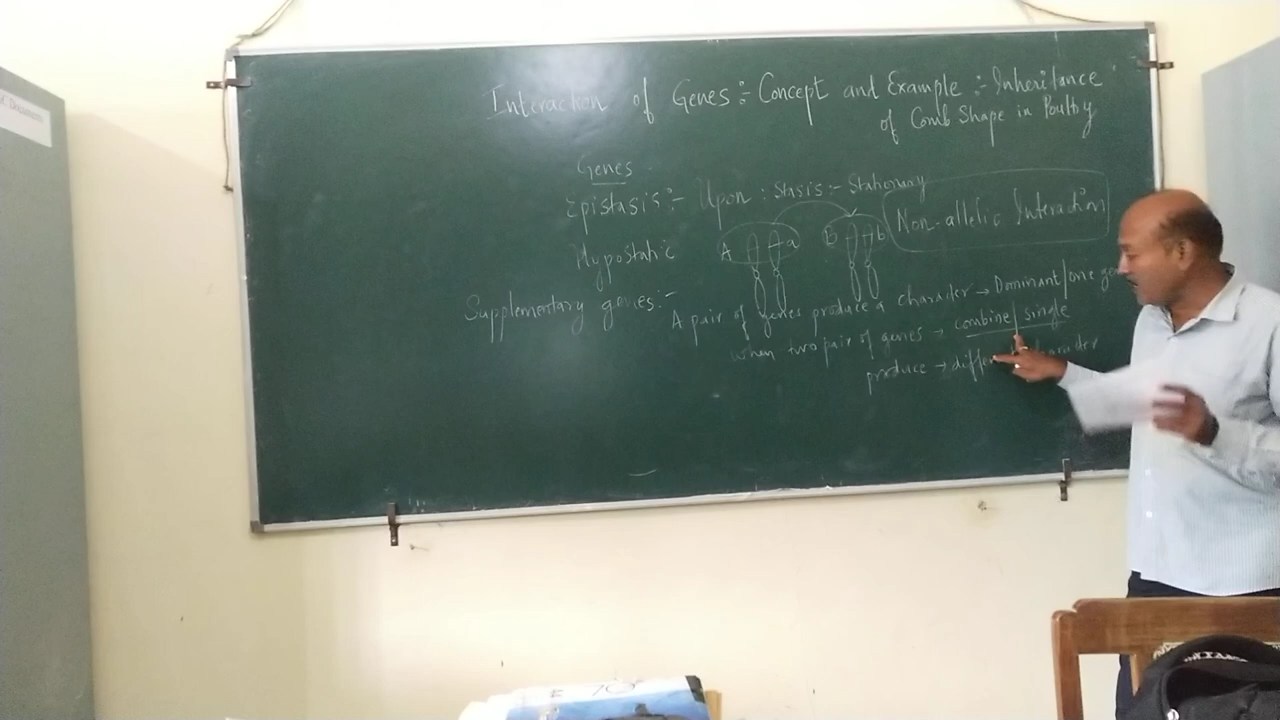 Interaction of Genes :- Concept and Example :- Inheritance
of Comb Shape in Poultry
Genes
Epistasis :- Upon : Stasis :- Stationary
Non-allelic Interaction
Hypostatic
A a B b
Supplementary genes :-
A pair of genes produce a character → Dominant/one
when two pair of genes → combine/single
produce → character